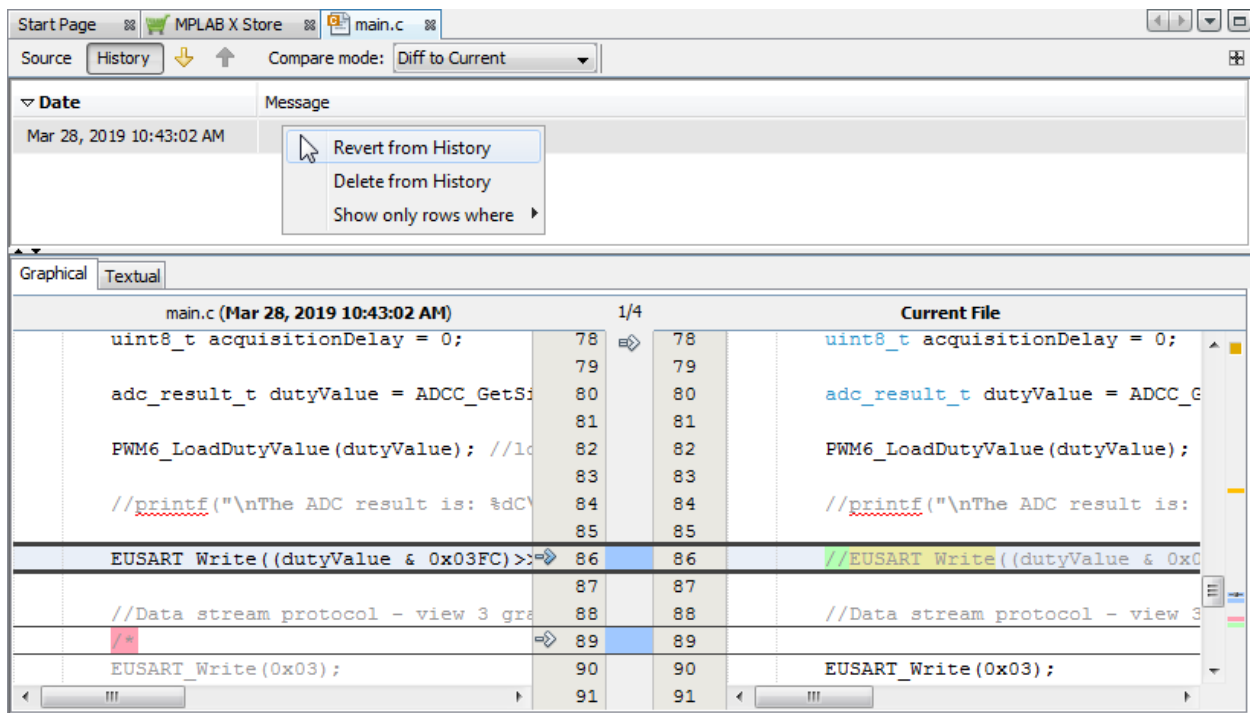 Start Page MPLAB X Store main.c
Source History Compare mode: Diff to Current
Date Message
Mar 28, 2019 10:43:02 AM
Revert from History
Delete from History
Show only rows where
Graphical Textual
main.c (Mar 28, 2019 10:43:02 AM) 1/4 Current File
uint8_t acquisitionDelay = 0; 78 78 uint8_t acquisitionDelay = 0;
79 79
adc_result_t dutyValue = ADCC_GetSi 80 80 adc_result_t dutyValue = ADCC_G
81 81
PWM6_LoadDutyValue(dutyValue); //lo 82 82 PWM6_LoadDutyValue(dutyValue);
83 83
//printf("\nThe ADC result is: %dC\ 84 84 //printf("\nThe ADC result is:
85 85
EUSART_Write((dutyValue & 0x03FC)>> 86 86 //EUSART_Write((dutyValue & 0x0
87 87
//Data stream protocol - view 3 gra 88 88 //Data stream protocol - view 3
/* 89 89
EUSART_Write(0x03); 90 90 EUSART_Write(0x03);
91 91